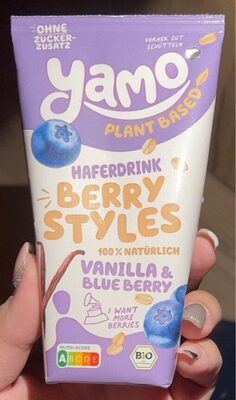 OHNE
ZUCKER-
ZUSATZ
VORHER GUT
SCHÜTTELN
yamo
PLANT BASED
HAFERDRINK
BERRY
STYLES
100% NATÜRLICH
VANILLA &
BLUE BERRY
I WANT
MORE
BERRIES
NUTRI-SCORE
ABCDE
BIO